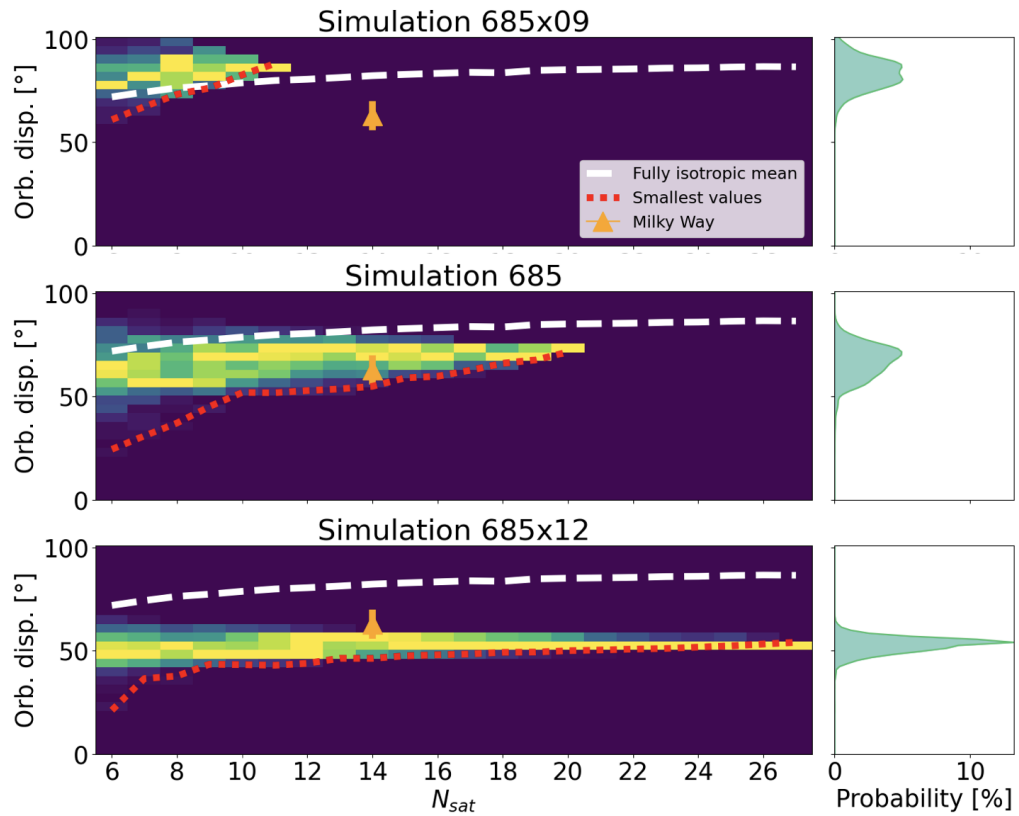 Simulation 685x09
100
50
0
Orb. disp. [°]
Fully isotropic mean
Smallest values
Milky Way
Simulation 685
100
50
0
Orb. disp. [°]
Simulation 685x12
100
50
0
Orb. disp. [°]
6 8 10 12 14 16 18 20 22 24 26
N_sat
0 10
Probability [%]